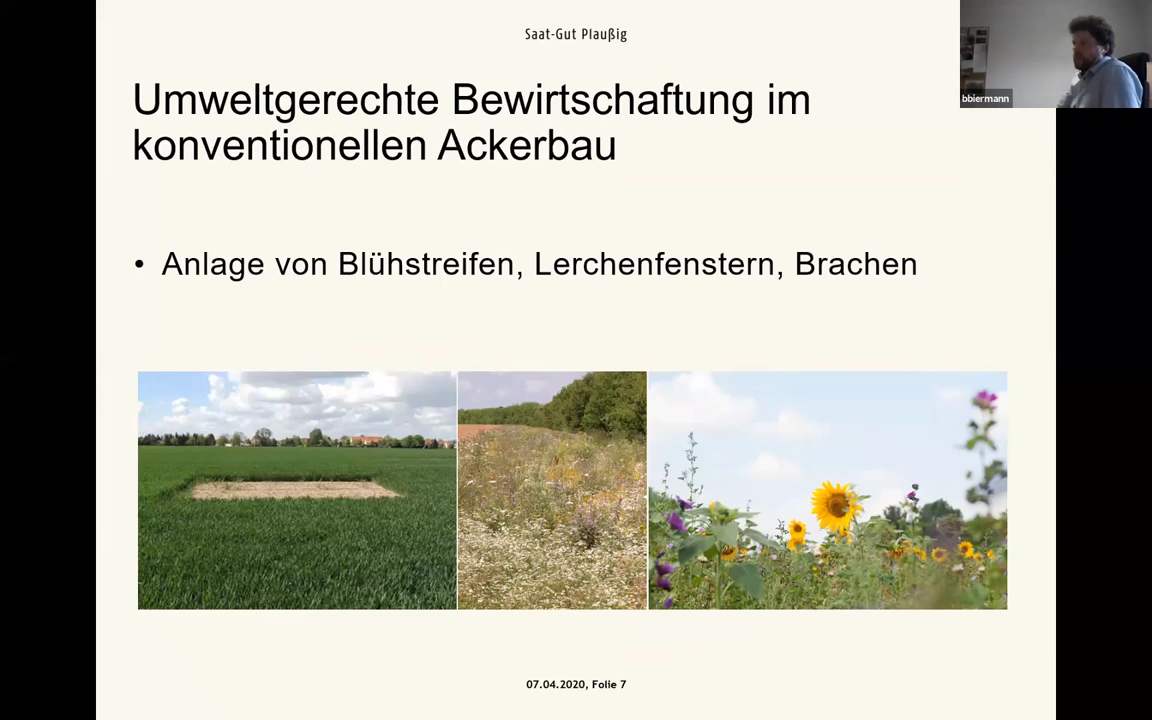 Saat-Gut Plaußig
bbiermann
Umweltgerechte Bewirtschaftung im
konventionellen Ackerbau
• Anlage von Blühstreifen, Lerchenfenstern, Brachen
07.04.2020, Folie 7